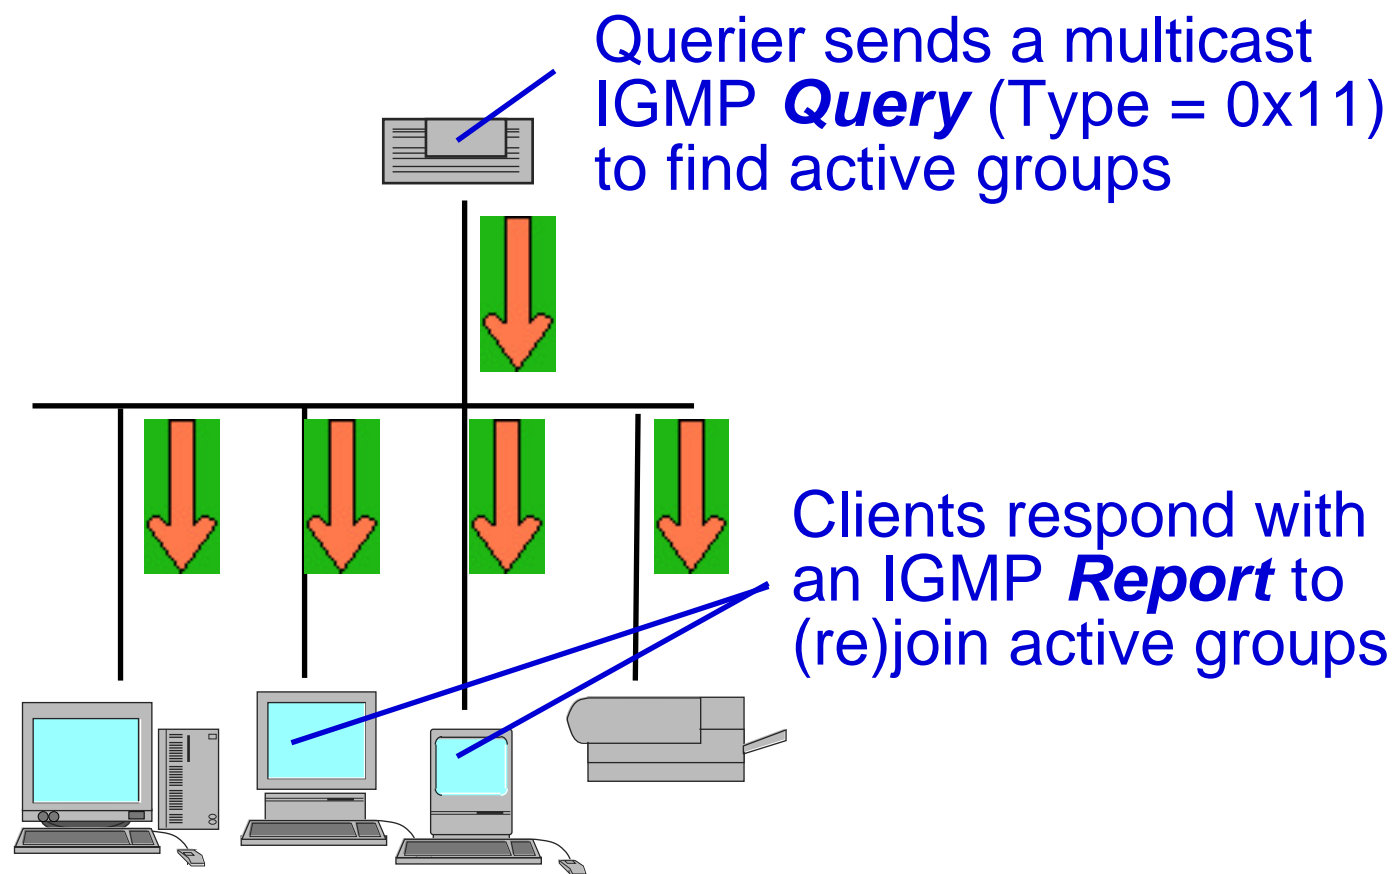 Querier sends a multicast
IGMP Query (Type = 0x11)
to find active groups
Clients respond with
an IGMP Report to
(re)join active groups